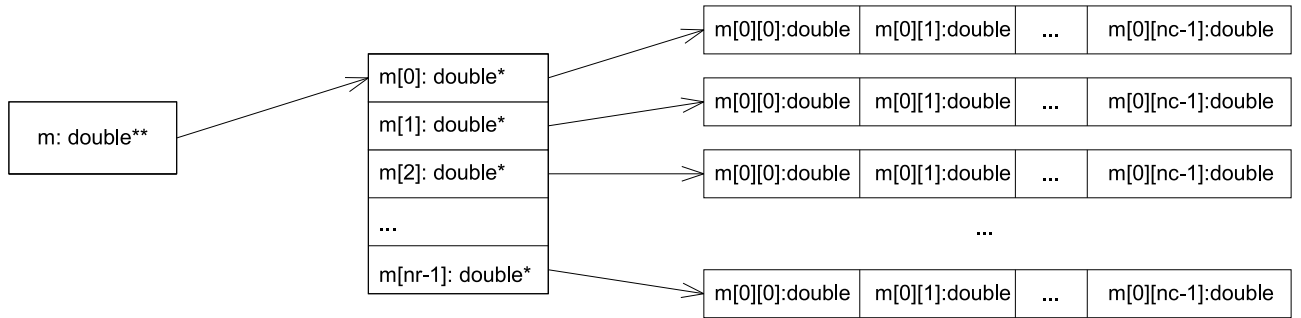 m: double**
m[0]: double*
m[1]: double*
m[2]: double*
...
m[nr-1]: double*
m[0][0]:double m[0][1]:double ... m[0][nc-1]:double
m[0][0]:double m[0][1]:double ... m[0][nc-1]:double
m[0][0]:double m[0][1]:double ... m[0][nc-1]:double
...
m[0][0]:double m[0][1]:double ... m[0][nc-1]:double